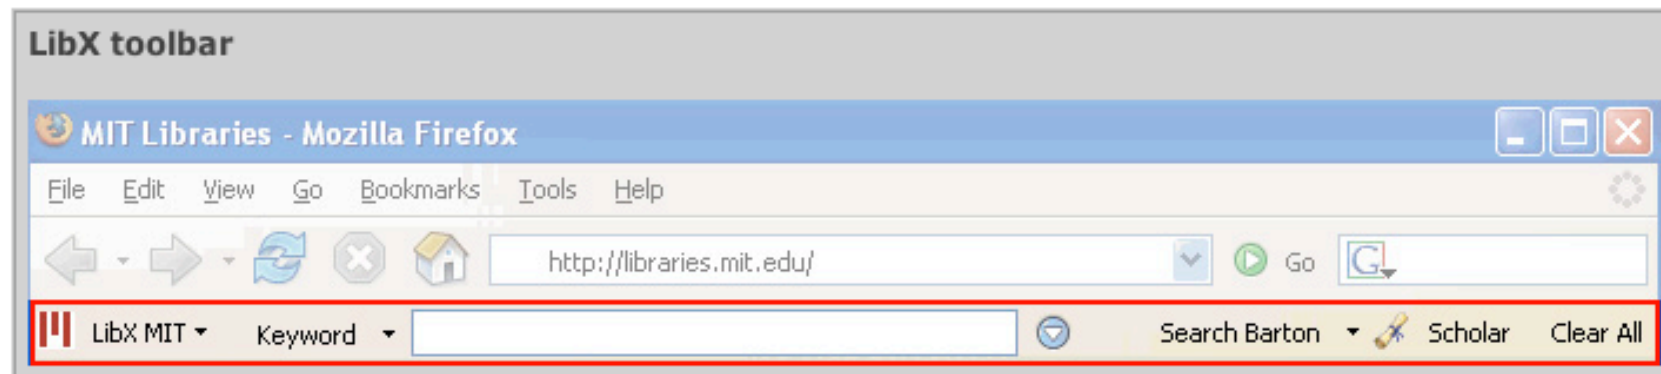 LibX toolbar
MIT Libraries - Mozilla Firefox
File Edit View Go Bookmarks Tools Help
http://libraries.mit.edu/ Go G
LibX MIT Keyword Search Barton Scholar Clear All